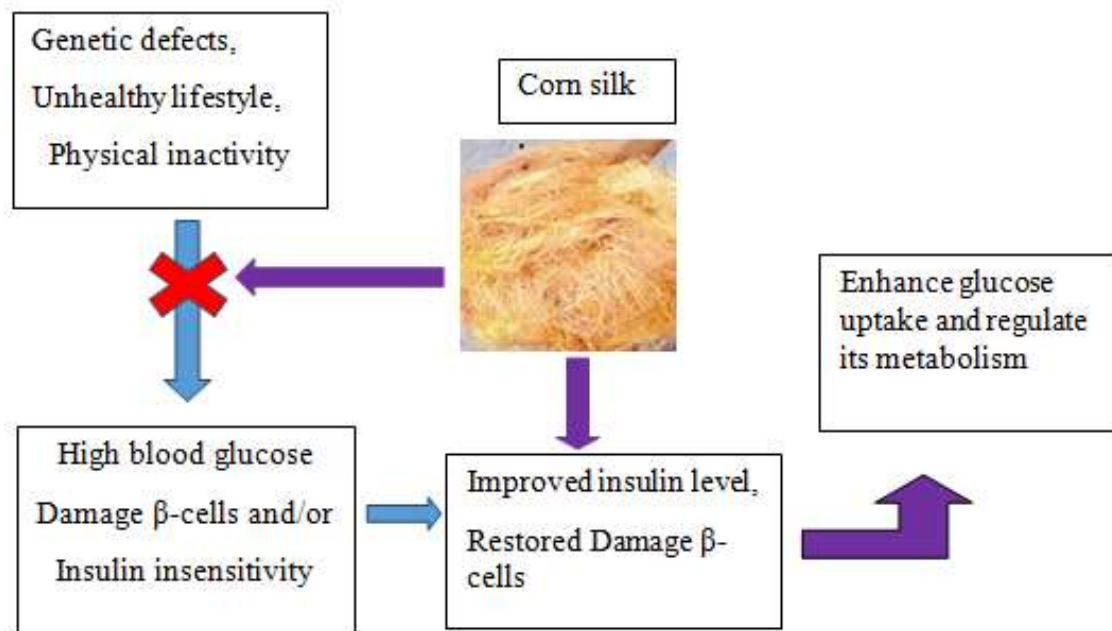 Genetic defects,
Unhealthy lifestyle,
Physical inactivity
Corn silk
Enhance glucose
uptake and regulate
its metabolism
High blood glucose
Damage β-cells and/or
Insulin insensitivity
Improved insulin level,
Restored Damage β-
cells